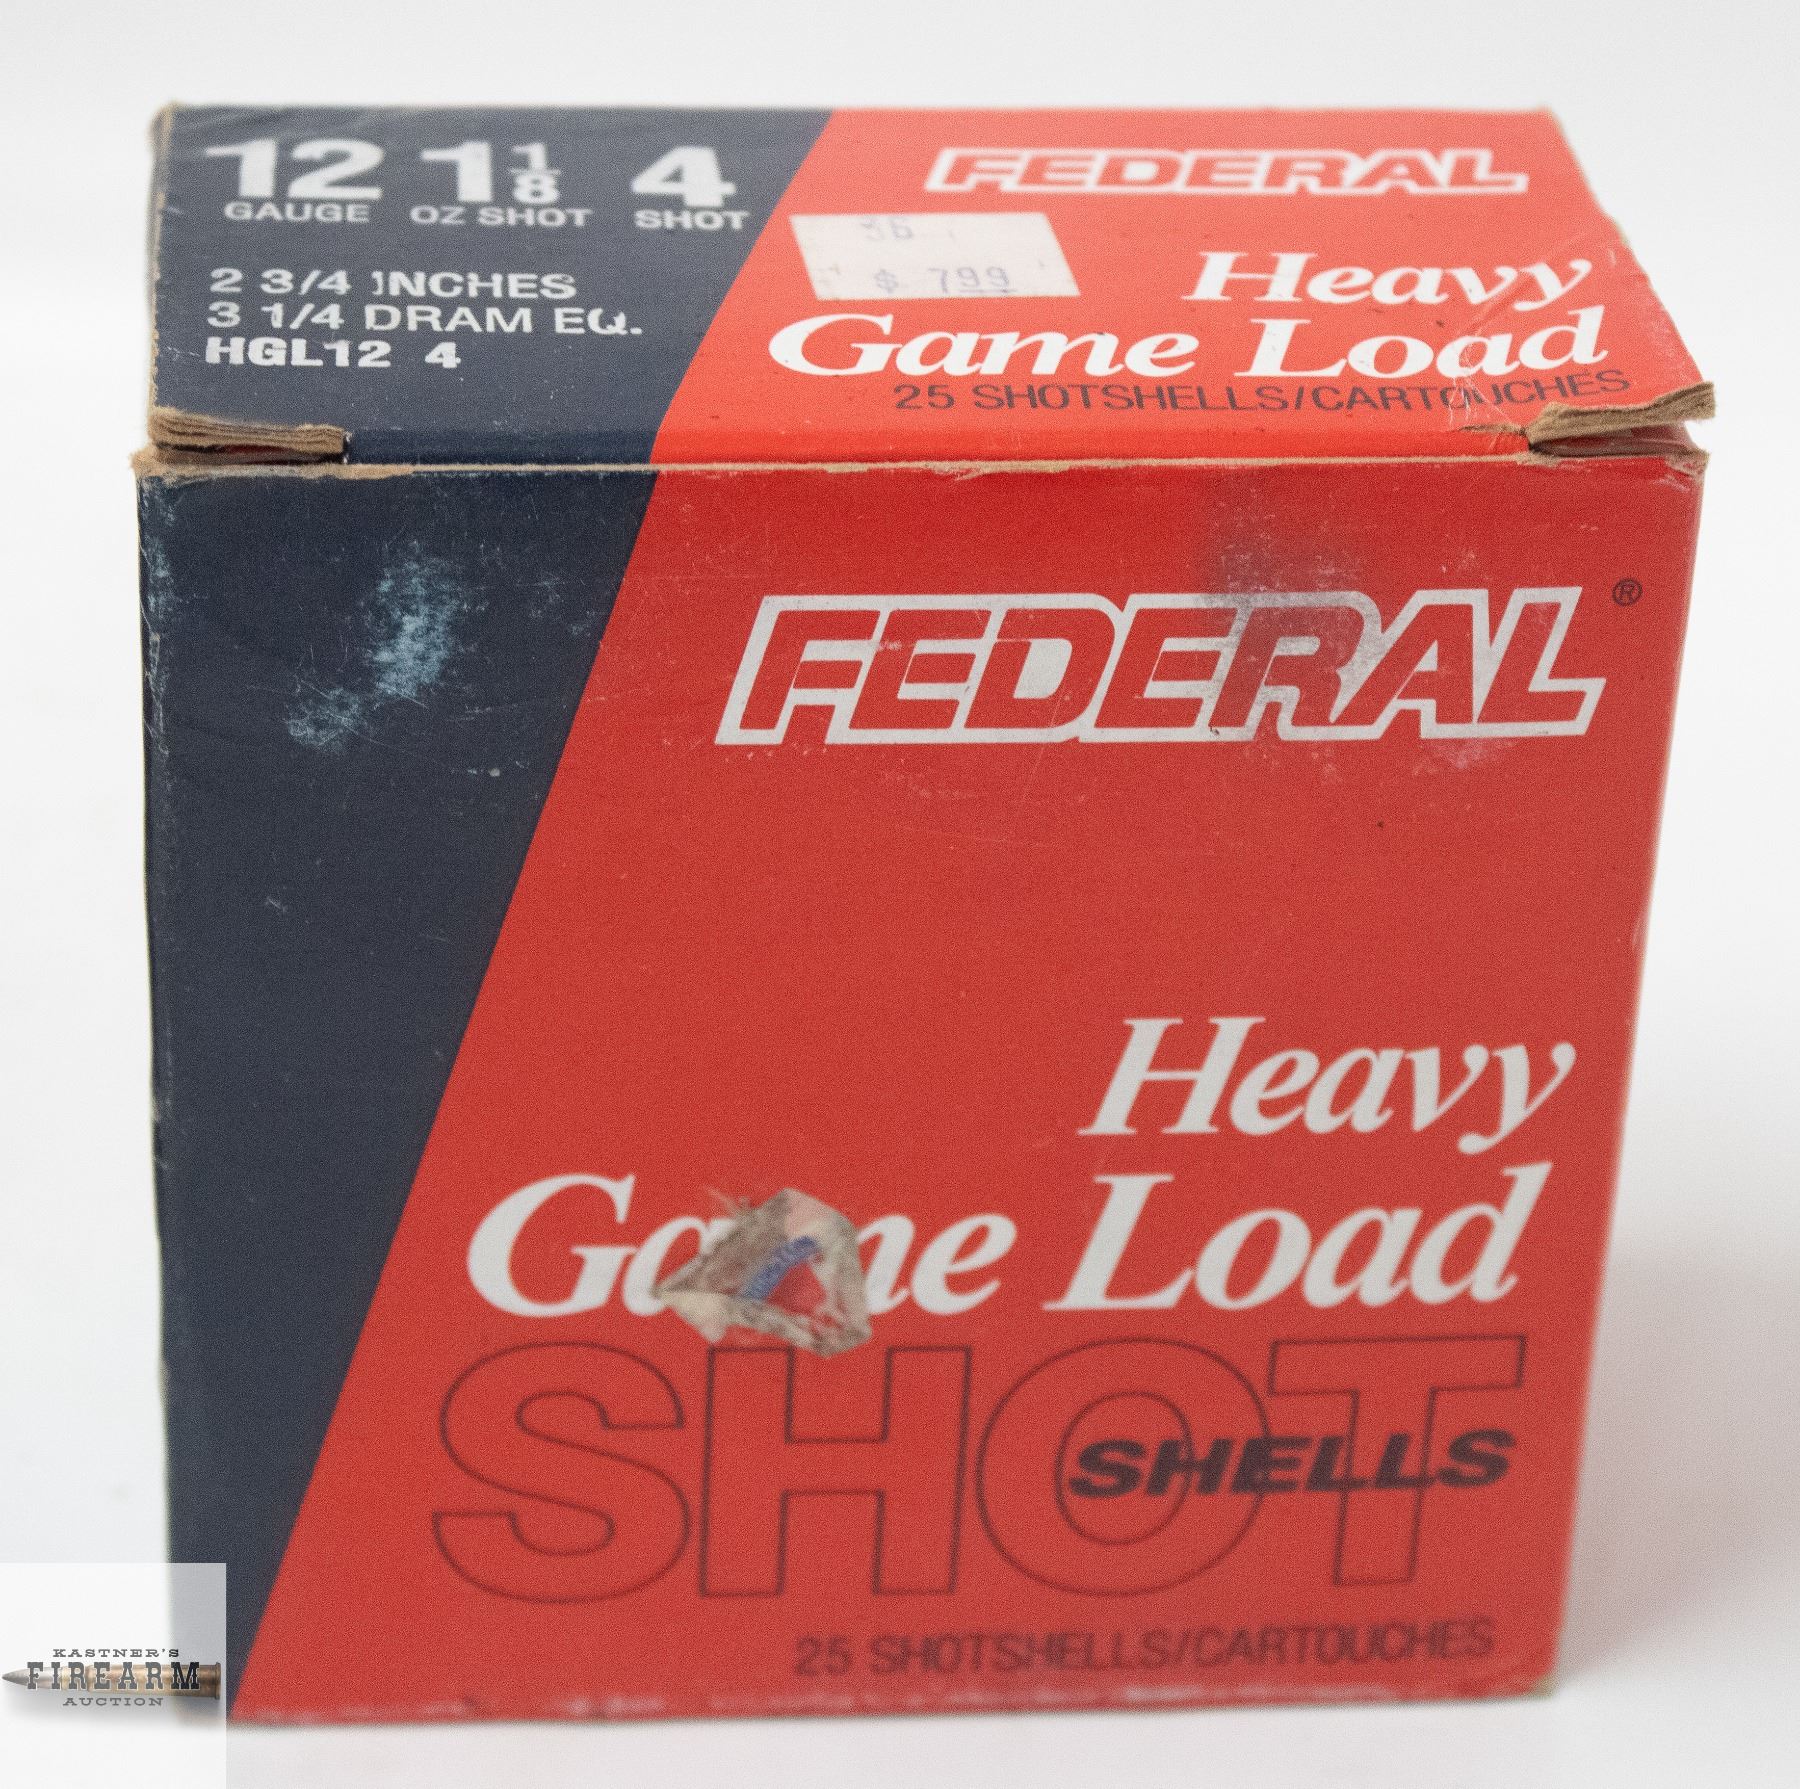 12 1 1/8 4
GAUGE OZ SHOT SHOT
2 3/4 INCHES
3 1/4 DRAM EQ.
HGL12 4
FEDERAL
$ 799
Heavy
Game Load
25 SHOTSHELLS/CARTOUCHES
FEDERAL®
Heavy
Game Load
SHOT
SHELLS
25 SHOTSHELLS/CARTOUCHES
KASTNER'S
FIREARM
AUCTION